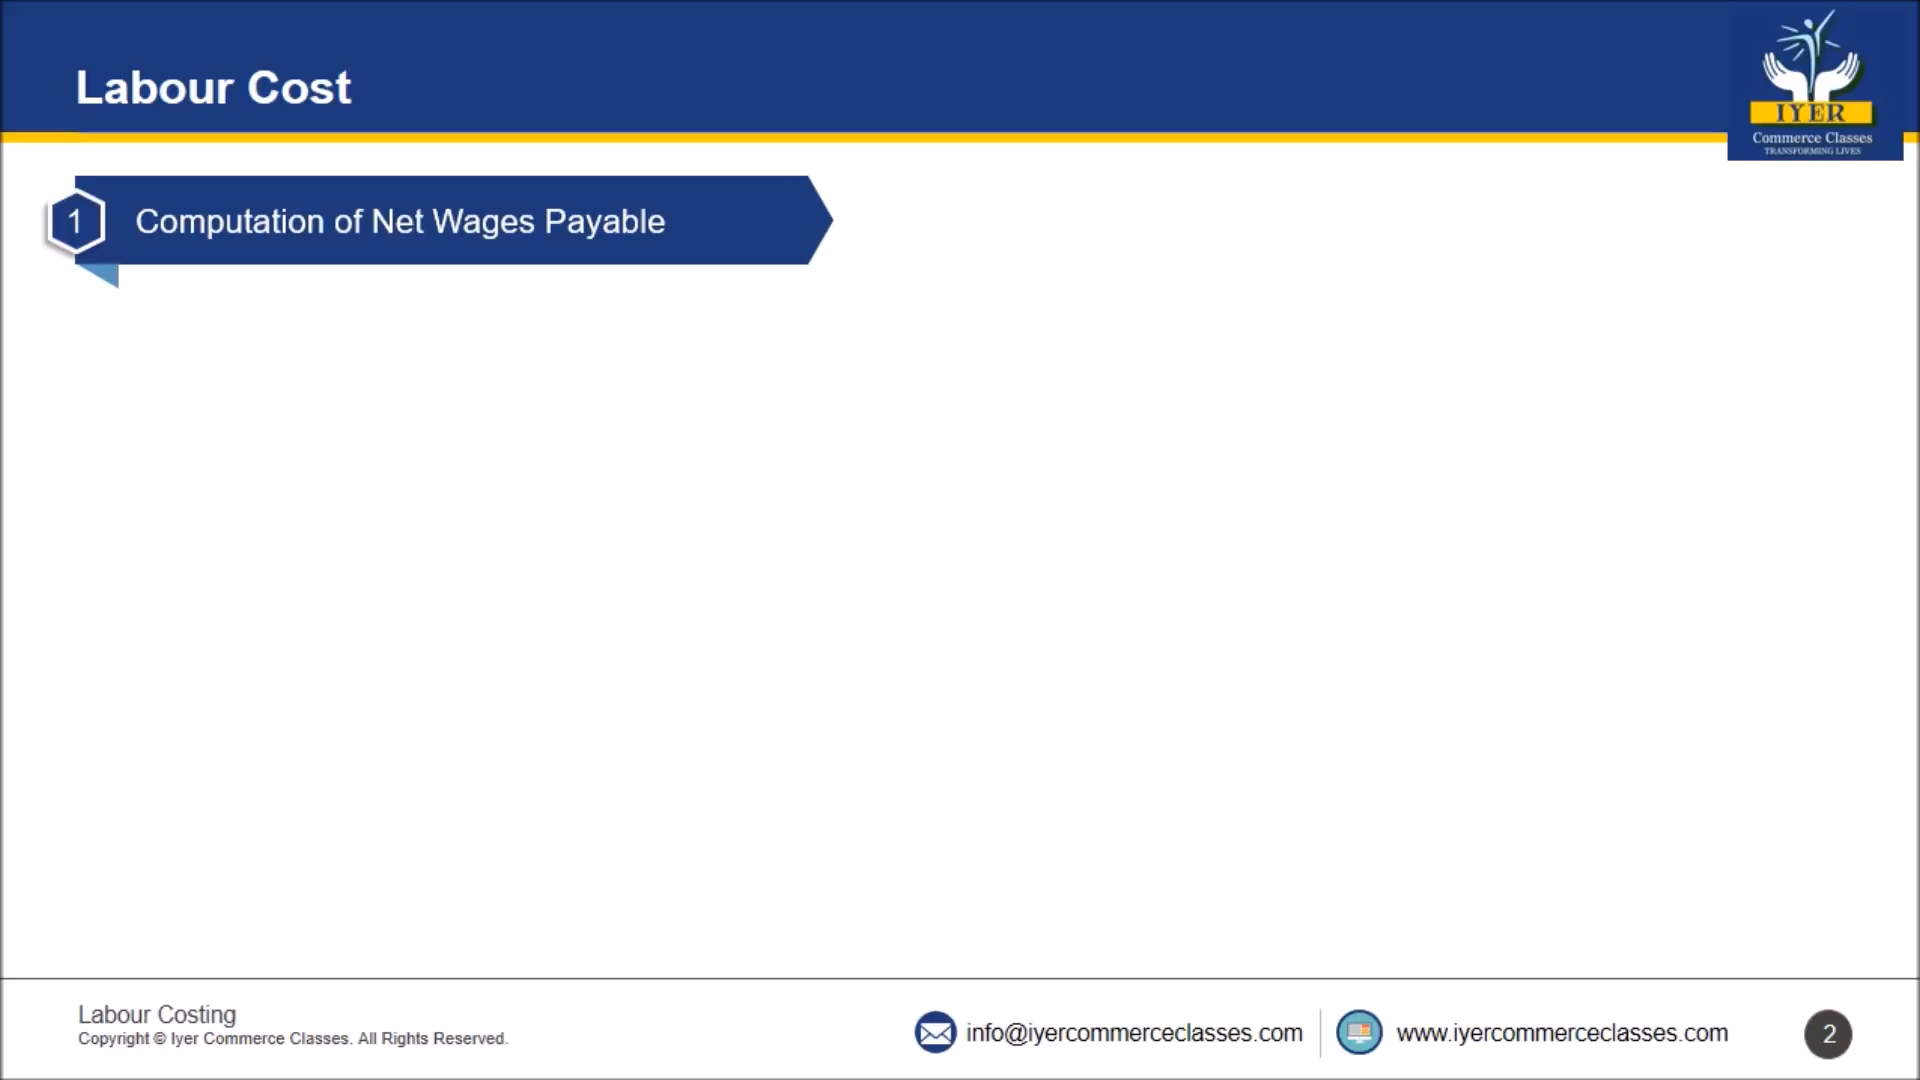 Labour Cost
IYER
Commerce Classes
TRANSFORMING LIVES
1
Computation of Net Wages Payable
Labour Costing
Copyright © Iyer Commerce Classes. All Rights Reserved.
info@iyercommerceclasses.com
www.iyercommerceclasses.com
2